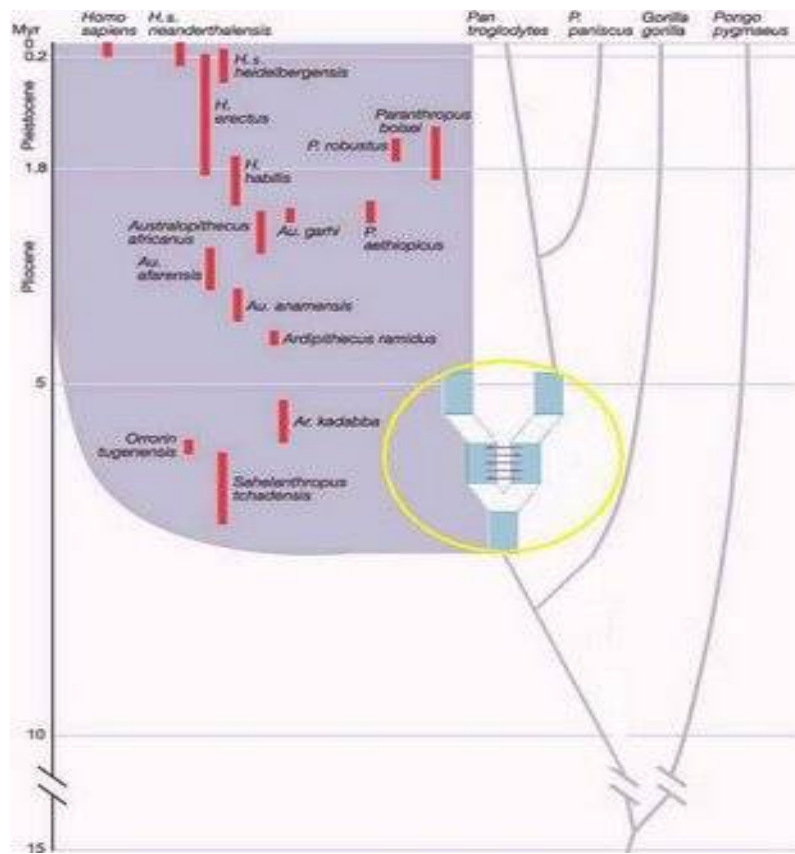 Homo
sapiens
H.s.
neanderthalensis
Pan
troglodytes
P.
paniscus
Gorilla
gorilla
Pongo
pygmaeus
Myr
0
0.2
H.s.
heidelbergensis
Pleistocene
H.
erectus
Paranthropus
boisei
P. robustus
1.8
H.
habilis
Australopithecus
africanus
Au. garhi
P.
aethiopicus
Au.
afarensis
Pliocene
Au. anamensis
Ardipithecus ramidus
5
Ar. kadabba
Orrorin
tugenensis
Sahelanthropus
tchadensis
10
15